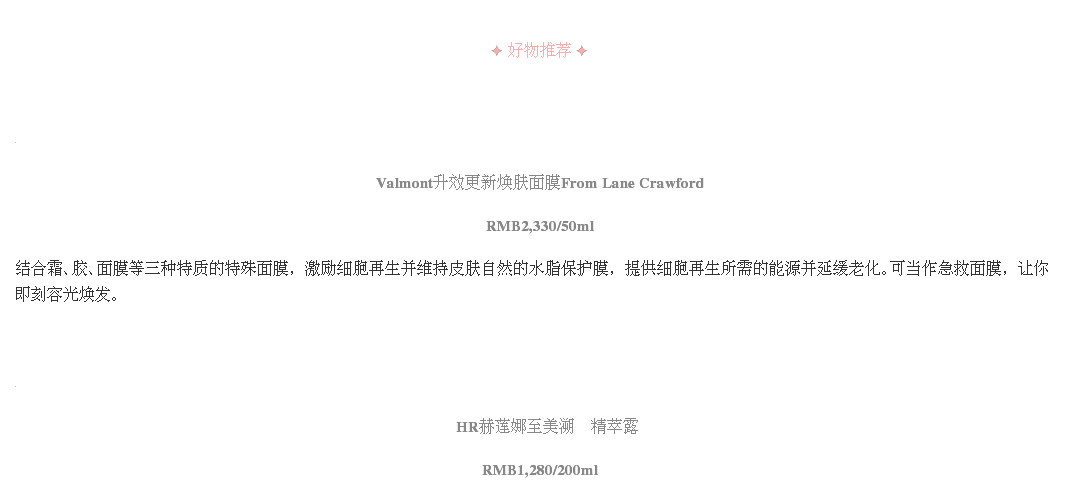 ✦ 好物推荐 ✦
Valmont升效更新焕肤面膜From Lane Crawford
RMB2,330/50ml
结合霜、胶、面膜等三种特质的特殊面膜，激励细胞再生并维持皮肤自然的水脂保护膜，提供细胞再生所需的能源并延缓老化。可当作急救面膜，让你
即刻容光焕发。
HR赫莲娜至美溯　精萃露
RMB1,280/200ml